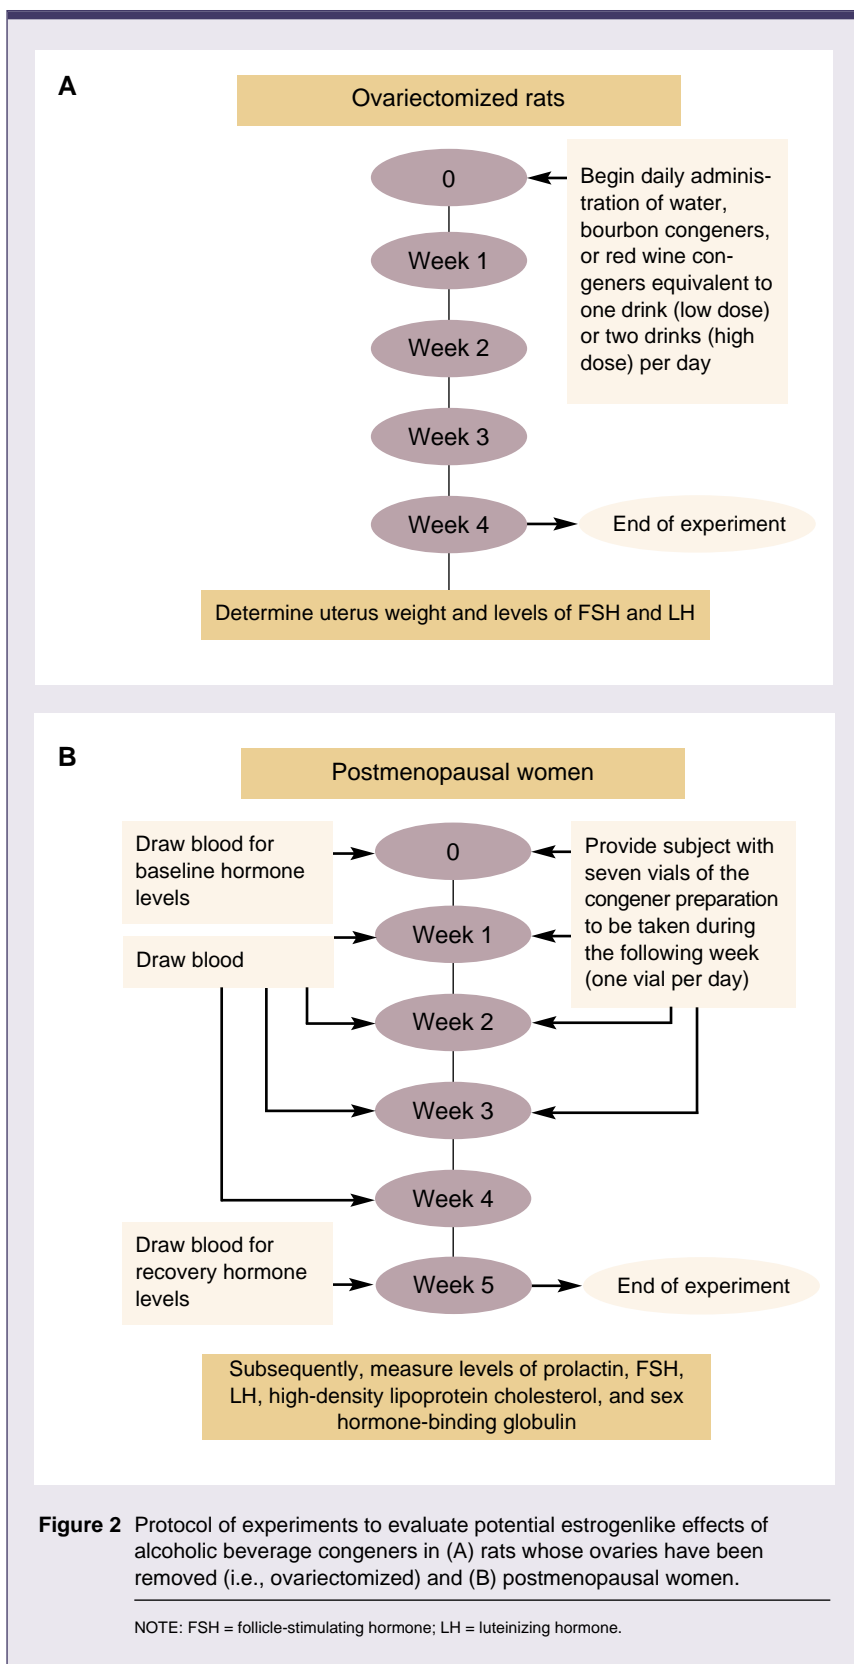 A
Ovariectomized rats
0
Begin daily adminis-
tration of water,
bourbon congeners,
or red wine con-
geners equivalent to
one drink (low dose)
or two drinks (high
dose) per day
Week 1
Week 2
Week 3
Week 4
End of experiment
Determine uterus weight and levels of FSH and LH
B
Postmenopausal women
Draw blood for
baseline hormone
levels
0
Provide subject with
seven vials of the
congener preparation
to be taken during
the following week
(one vial per day)
Draw blood
Week 1
Week 2
Week 3
Week 4
Draw blood for
recovery hormone
levels
Week 5
End of experiment
Subsequently, measure levels of prolactin, FSH,
LH, high-density lipoprotein cholesterol, and sex
hormone-binding globulin
Figure 2 Protocol of experiments to evaluate potential estrogenlike effects of
alcoholic beverage congeners in (A) rats whose ovaries have been
removed (i.e., ovariectomized) and (B) postmenopausal women.
NOTE: FSH = follicle-stimulating hormone; LH = luteinizing hormone.